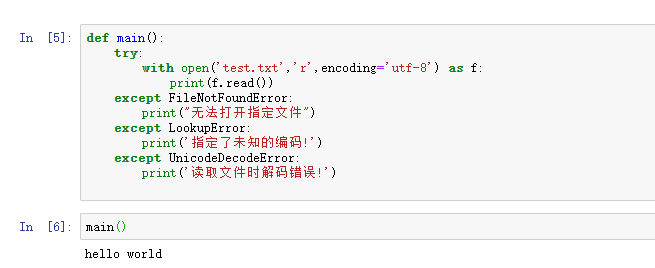 In [5]: def main():
    try:
        with open('test.txt','r',encoding='utf-8') as f:
            print(f.read())
    except FileNotFoundError:
        print("无法打开指定文件")
    except LookupError:
        print('指定了未知的编码!')
    except UnicodeDecodeError:
        print('读取文件时解码错误!')
In [6]: main()
hello world